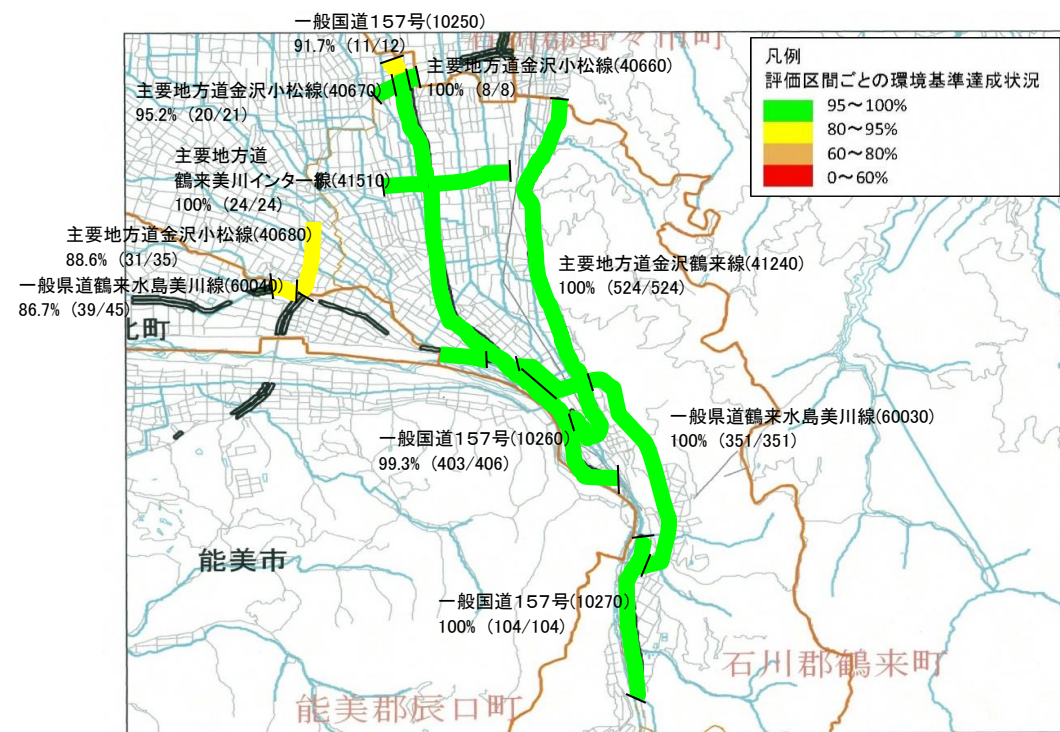 一般国道157号(10250)
91.7% (11/12)
石川郡野々市町
主要地方道金沢小松線(40660)
100% (8/8)
主要地方道金沢小松線(40670)
95.2% (20/21)
凡例
評価区間ごとの環境基準達成状況
95～100%
80～95%
60～80%
0～60%
主要地方道
鶴来美川インター線(41510)
100% (24/24)
主要地方道金沢小松線(40680)
88.6% (31/35)
一般県道鶴来水島美川線(60040)
86.7% (39/45)
北町
主要地方道金沢鶴来線(41240)
100% (524/524)
一般県道鶴来水島美川線(60030)
100% (351/351)
一般国道157号(10260)
99.3% (403/406)
能美市
一般国道157号(10270)
100% (104/104)
石川郡鶴来町
能美郡辰口町